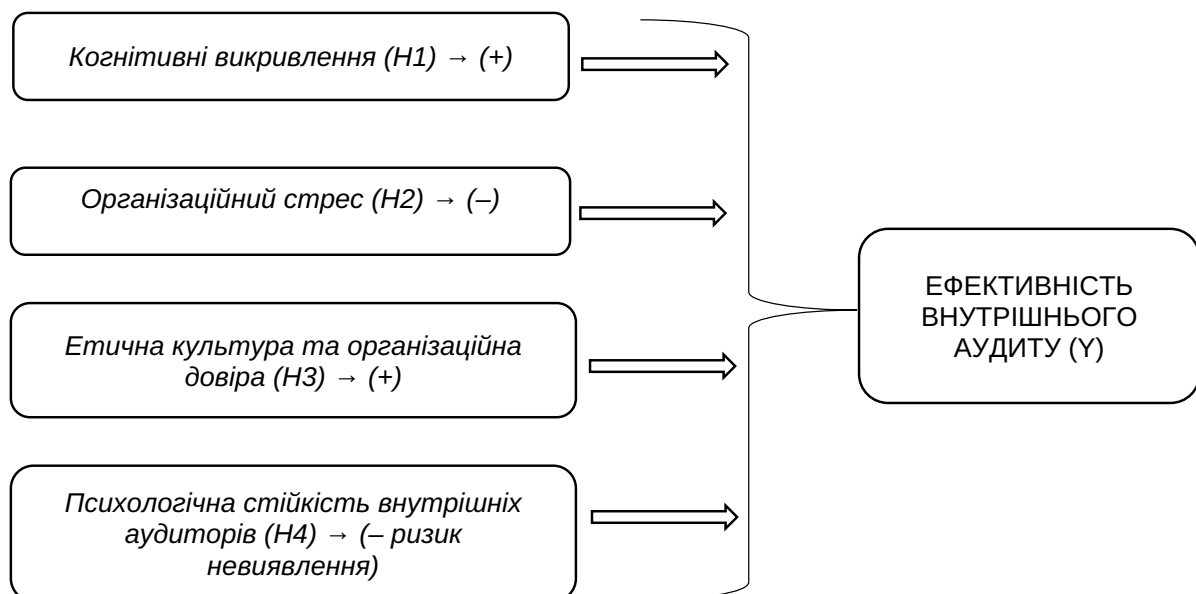 Когнітивні викривлення (H1) → (+)
Організаційний стрес (H2) → (–)
Етична культура та організаційна
довіра (H3) → (+)
Психологічна стійкість внутрішніх
аудиторів (H4) → (– ризик
невиявлення)
ЕФЕКТИВНІСТЬ
ВНУТРІШНЬОГО
АУДИТУ (Y)